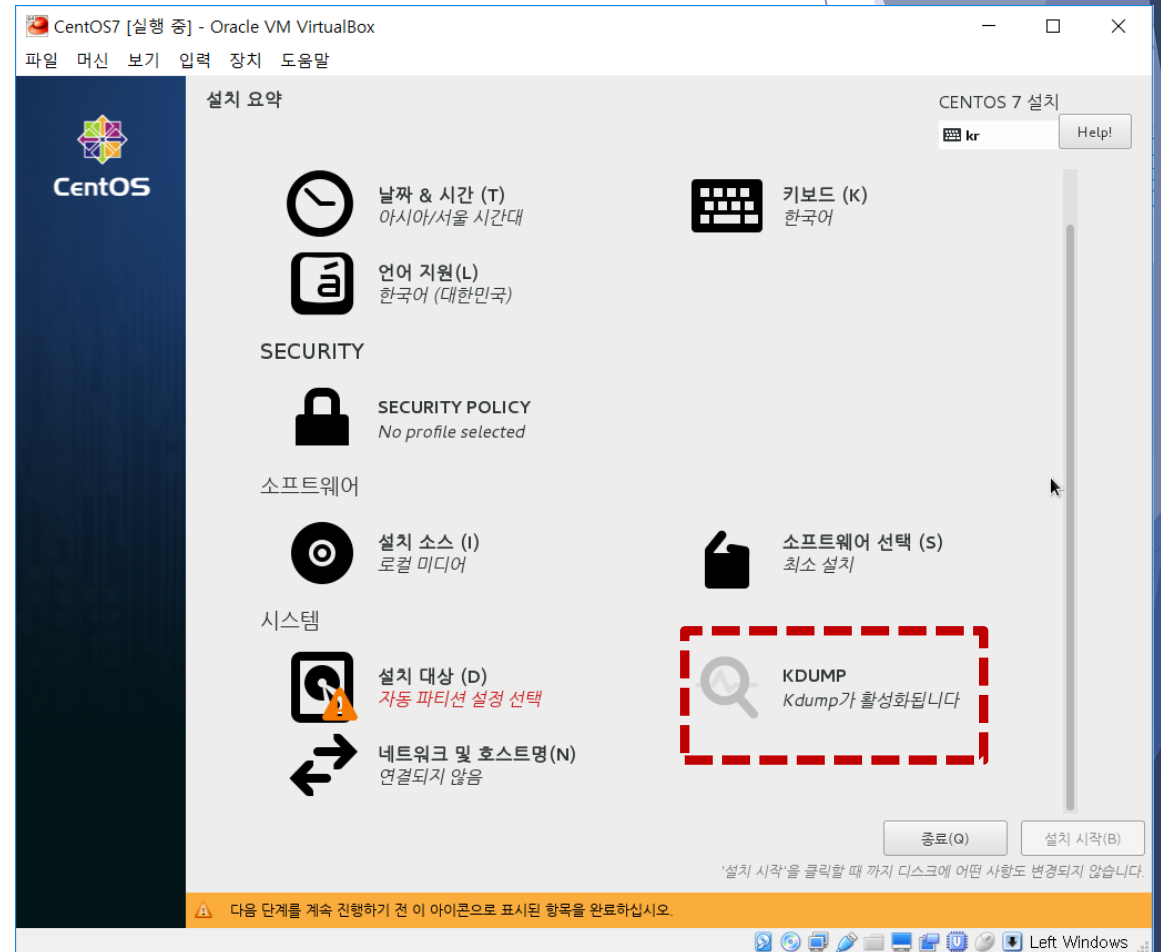 CentOS7 [실행 중] - Oracle VM VirtualBox
파일 머신 보기 입력 장치 도움말
설치 요약
CENTOS 7 설치
kr
Help!
CentOS
날짜 & 시간 (T)
아시아/서울 시간대
키보드 (K)
한국어
언어 지원(L)
한국어 (대한민국)
SECURITY
SECURITY POLICY
No profile selected
소프트웨어
설치 소스 (I)
로컬 미디어
소프트웨어 선택 (S)
최소 설치
시스템
설치 대상 (D)
자동 파티션 설정 선택
KDUMP
Kdump가 활성화됩니다
네트워크 및 호스트명(N)
연결되지 않음
종료(Q)
설치 시작(B)
'설치 시작'을 클릭할 때 까지 디스크에 어떤 사항도 변경되지 않습니다.
다음 단계를 계속 진행하기 전 이 아이콘으로 표시된 항목을 완료하십시오.
Left Windows